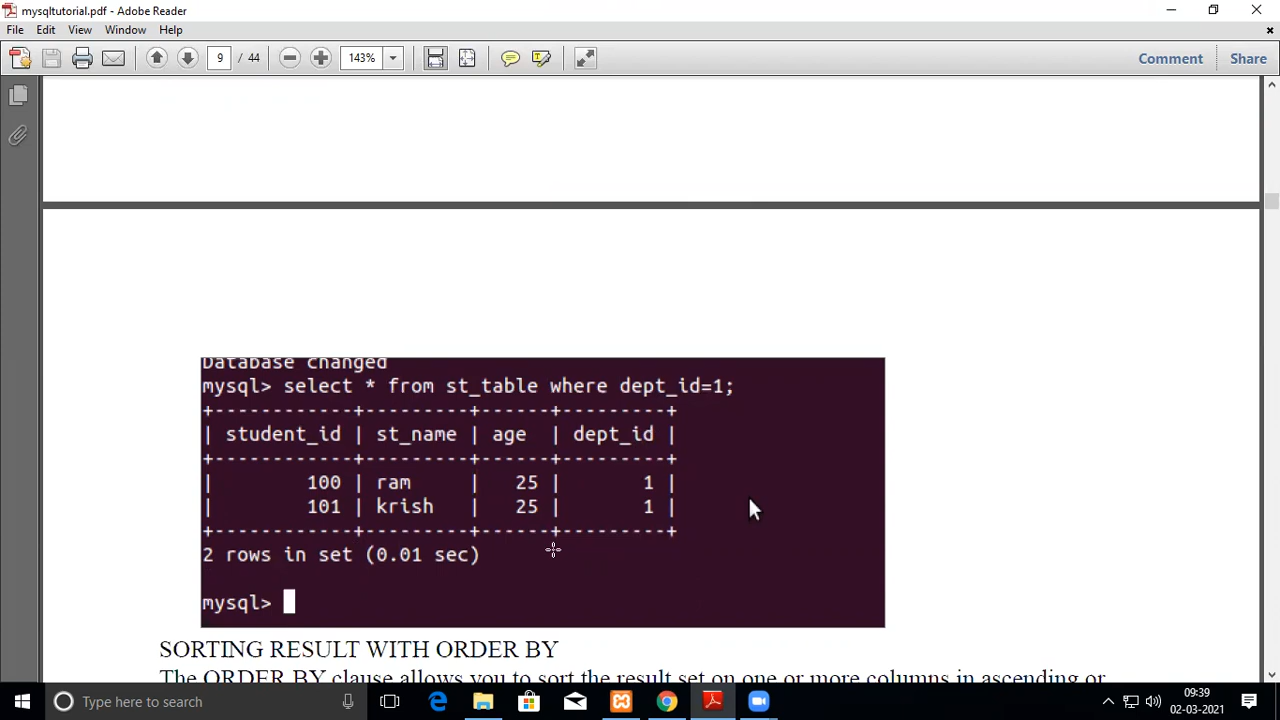 mysqltutorial.pdf - Adobe Reader
File Edit View Window Help
9 / 44 143% Comment Share
Database changed
mysql> select * from st_table where dept_id=1;
+------------+---------+------+---------+
| student_id | st_name | age | dept_id |
+------------+---------+------+---------+
| 100 | ram | 25 | 1 |
| 101 | krish | 25 | 1 |
+------------+---------+------+---------+
2 rows in set (0.01 sec)
mysql>
SORTING RESULT WITH ORDER BY
The ORDER BY clause allows you to sort the result set on one or more columns in ascending or
Type here to search
09:39
02-03-2021